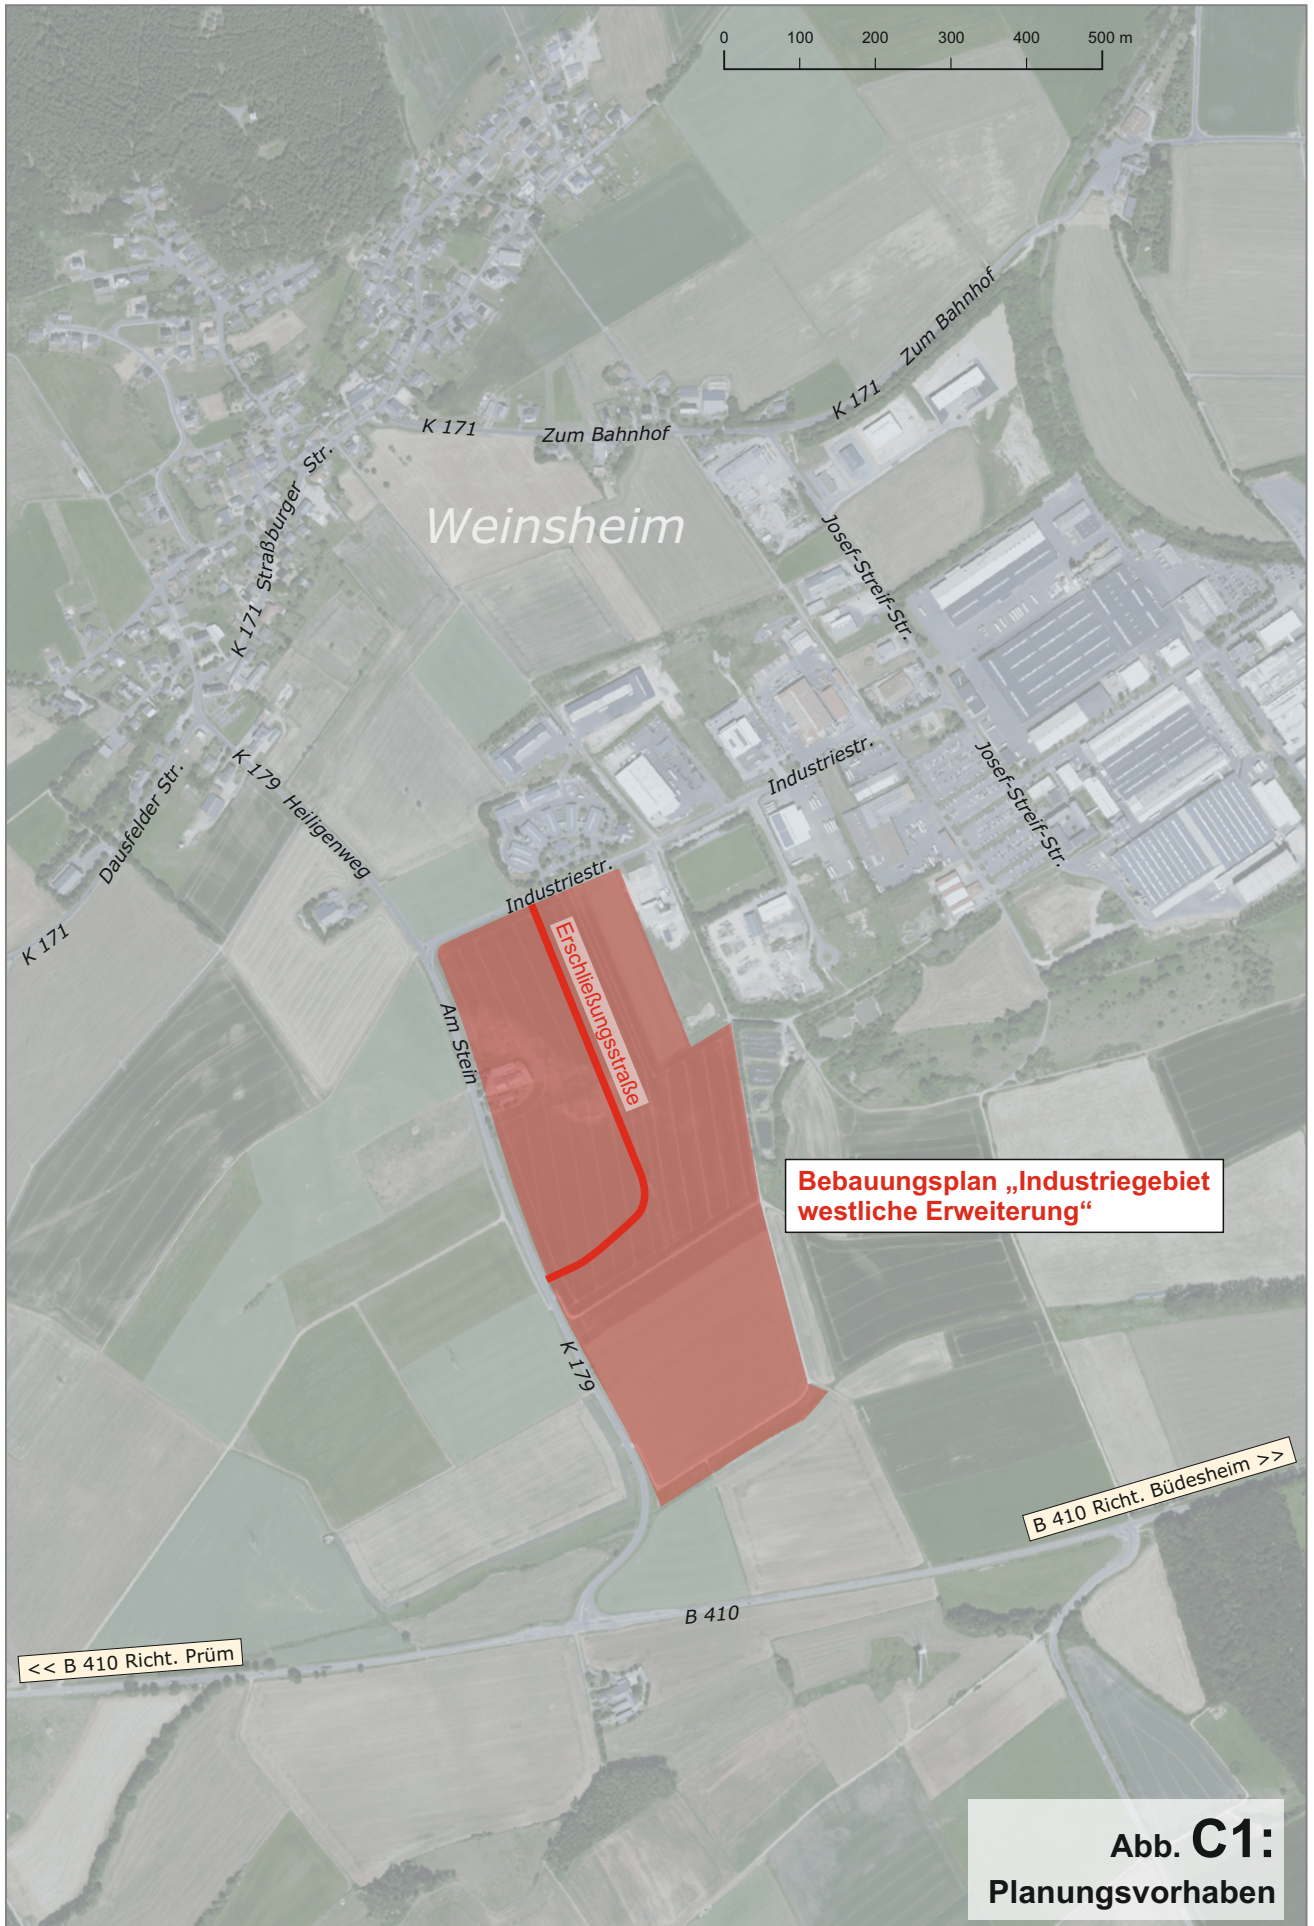 0 100 200 300 400 500 m
Zum Bahnhof
K 171
K 171
Zum Bahnhof
K 171 Straßburger Str.
Weinsheim
Josef-Streif-Str.
Industriestr.
Josef-Streif-Str.
K 179 Heiligenweg
Dausfelder Str.
K 171
Industriestr.
Erschließungsstraße
Am Stein
Bebauungsplan „Industriegebiet
westliche Erweiterung“
K 179
B 410 Richt. Büdesheim >>
B 410
<< B 410 Richt. Prüm
Abb. C1:
Planungsvorhaben